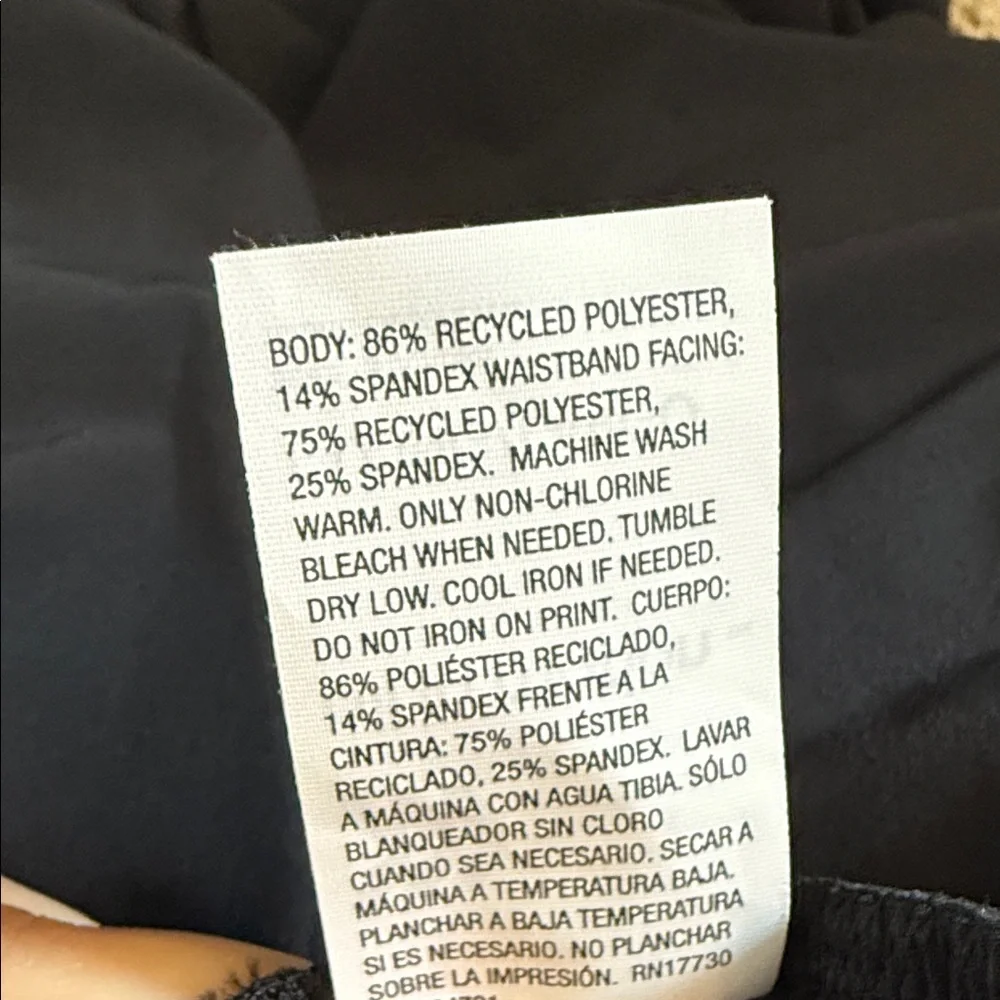 BODY: 86% RECYCLED POLYESTER,
14% SPANDEX WAISTBAND FACING:
75% RECYCLED POLYESTER,
25% SPANDEX. MACHINE WASH
WARM. ONLY NON-CHLORINE
BLEACH WHEN NEEDED. TUMBLE
DRY LOW. COOL IRON IF NEEDED.
DO NOT IRON ON PRINT. CUERPO:
86% POLIÉSTER RECICLADO,
14% SPANDEX FRENTE A LA
CINTURA: 75% POLIÉSTER
RECICLADO, 25% SPANDEX. LAVAR
A MÁQUINA CON AGUA TIBIA. SÓLO
BLANQUEADOR SIN CLORO
CUANDO SEA NECESARIO. SECAR A
MÁQUINA A TEMPERATURA BAJA.
PLANCHAR A BAJA TEMPERATURA
SI ES NECESARIO. NO PLANCHAR
SOBRE LA IMPRESIÓN. RN17730